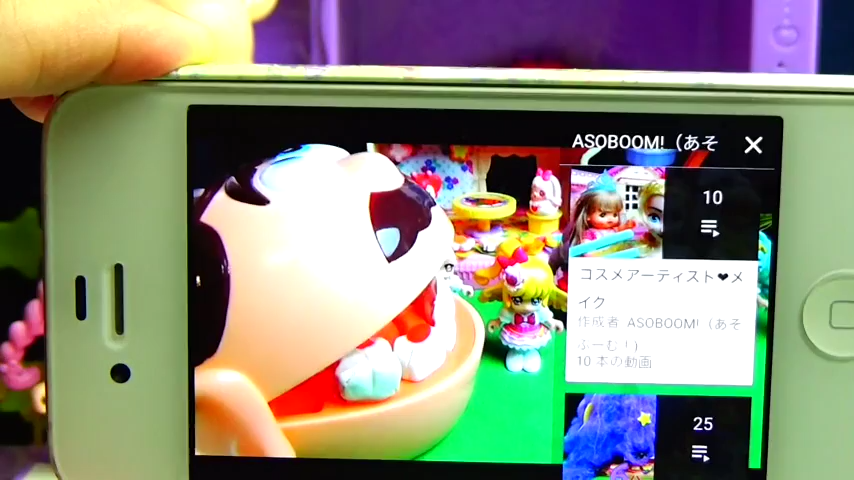 ASOBOOM!（あそ
10
コスメアーティスト❤メ
イク
作成者 ASOBOOM!（あそ
ぶーむ！）
10 本の動画
25